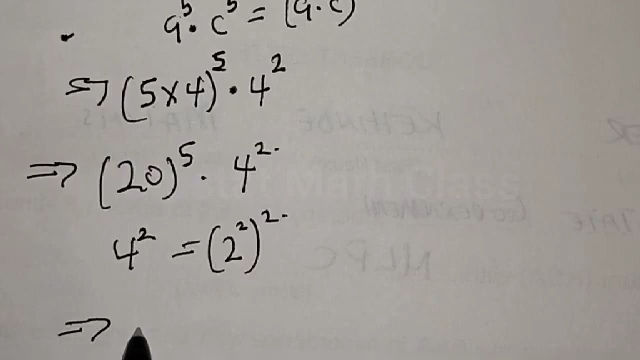 a⁵ · c⁵ = (a·c)
⇒ (5×4)⁵ · 4²
⇒ (20)⁵ · 4²·
4² = (2²)²·
⇒